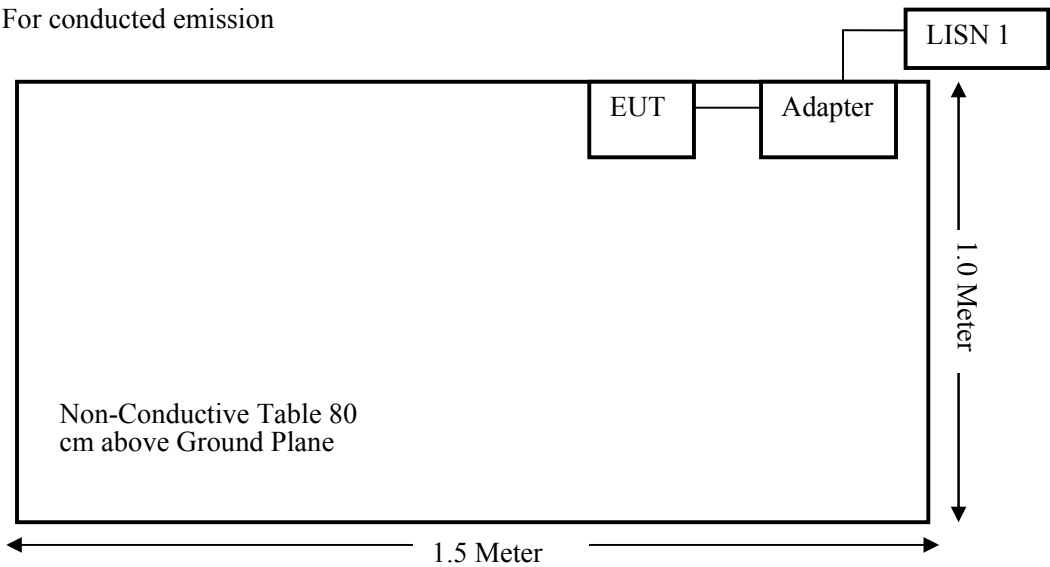 For conducted emission
LISN 1
EUT
Adapter
1.0 Meter
Non-Conductive Table 80
cm above Ground Plane
1.5 Meter